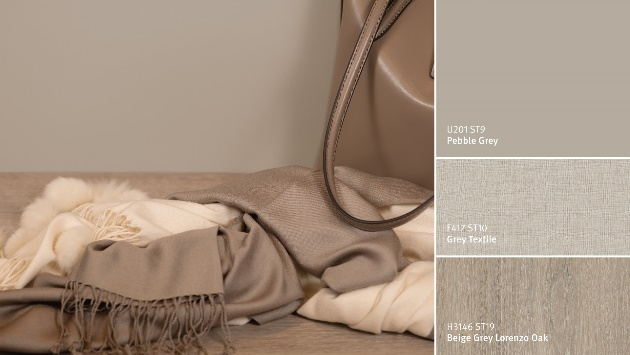 U201 ST9
Pebble Grey
F417 ST10
Grey Textile
H3146 ST19
Beige Grey Lorenzo Oak